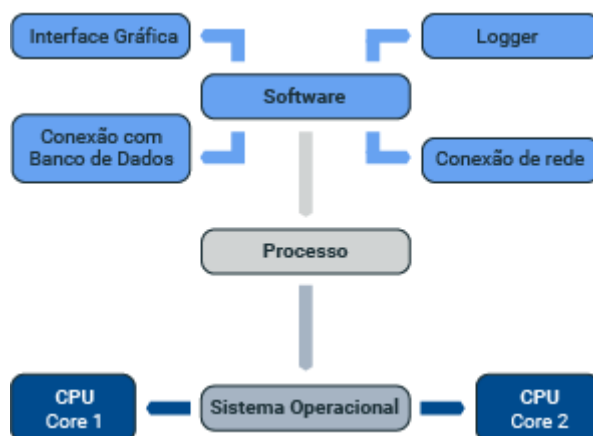 Interface Gráfica
Logger
Software
Conexão com
Banco de Dados
Conexão de rede
Processo
CPU
Core 1
Sistema Operacional
CPU
Core 2